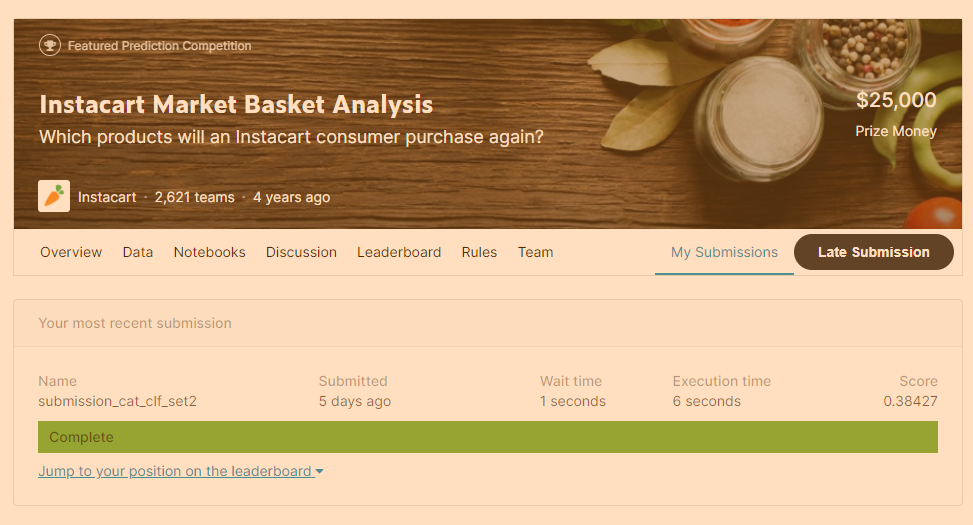 Featured Prediction Competition
Instacart Market Basket Analysis
Which products will an Instacart consumer purchase again?
$25,000
Prize Money
Instacart · 2,621 teams · 4 years ago
Overview Data Notebooks Discussion Leaderboard Rules Team My Submissions Late Submission
Your most recent submission
Name Submitted Wait time Execution time Score
submission_cat_clf_set2 5 days ago 1 seconds 6 seconds 0.38427
Complete
Jump to your position on the leaderboard